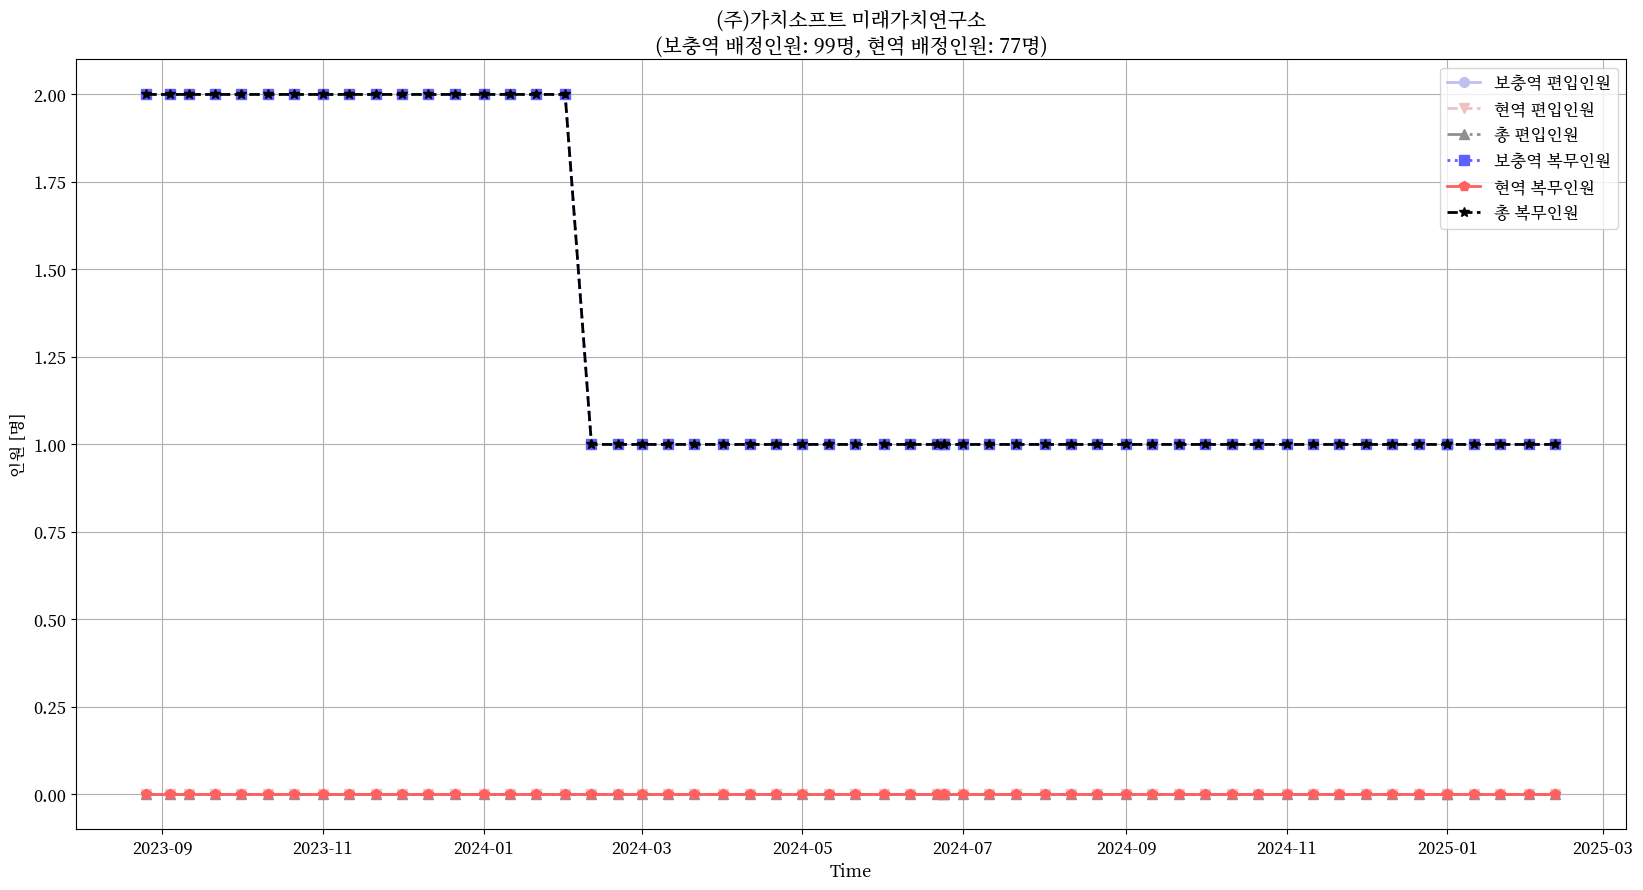 (주)가치소프트 미래가치연구소
(보충역 배정인원: 99명, 현역 배정인원: 77명)
보충역 편입인원
현역 편입인원
총 편입인원
보충역 복무인원
현역 복무인원
총 복무인원
인원 [명]
2.00
1.75
1.50
1.25
1.00
0.75
0.50
0.25
0.00
2023-09 2023-11 2024-01 2024-03 2024-05 2024-07 2024-09 2024-11 2025-01 2025-03
Time